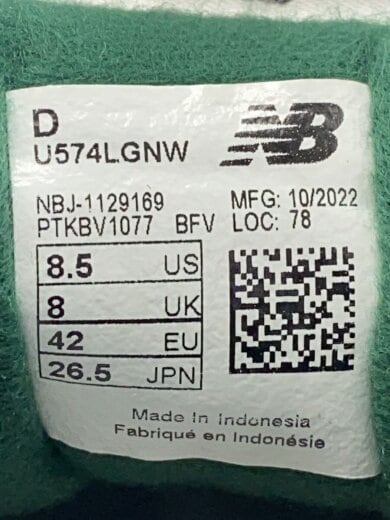 D
U574LGNW
NB
NBJ-1129169
PTKBV1077 BFV
MFG: 10/2022
LOC: 78
8.5 US
8 UK
42 EU
26.5 JPN
Made in Indonesia
Fabriqué en Indonésie